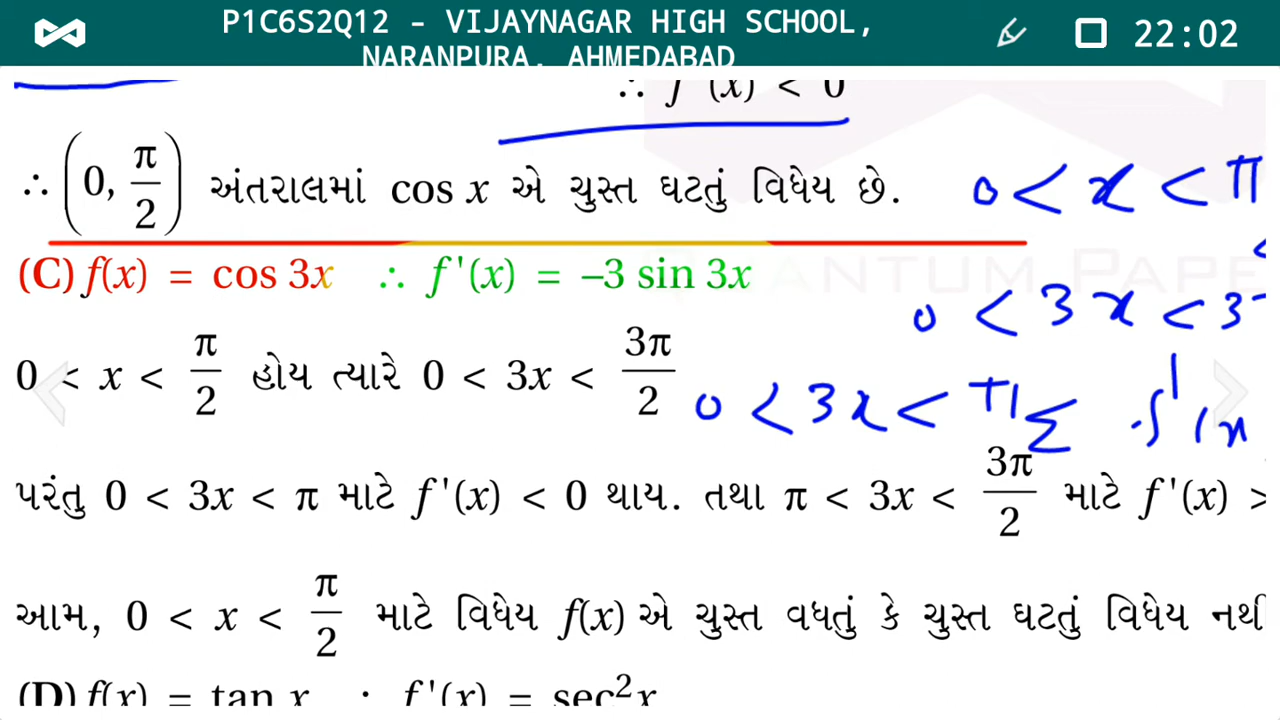 P1C6S2Q12 - VIJAYNAGAR HIGH SCHOOL,
NARANPURA, AHMEDABAD
22:02
∴ f '(x) < 0
∴ (0, π/2) અંતરાલમાં cos x એ ચુસ્ત ઘટતું વિધેય છે.
0 < x < π
(C) f(x) = cos 3x ∴ f '(x) = –3 sin 3x
0 < 3x < 3
0 < x < π/2 હોય ત્યારે 0 < 3x < 3π/2
0 < 3x < π
પરંતુ 0 < 3x < π માટે f '(x) < 0 થાય. તથા π < 3x < 3π/2 માટે f '(x) >
આમ, 0 < x < π/2 માટે વિધેય f(x) એ ચુસ્ત વધતું કે ચુસ્ત ઘટતું વિધેય નથી
(D) f(x) = tan x ∴ f '(x) = sec²x